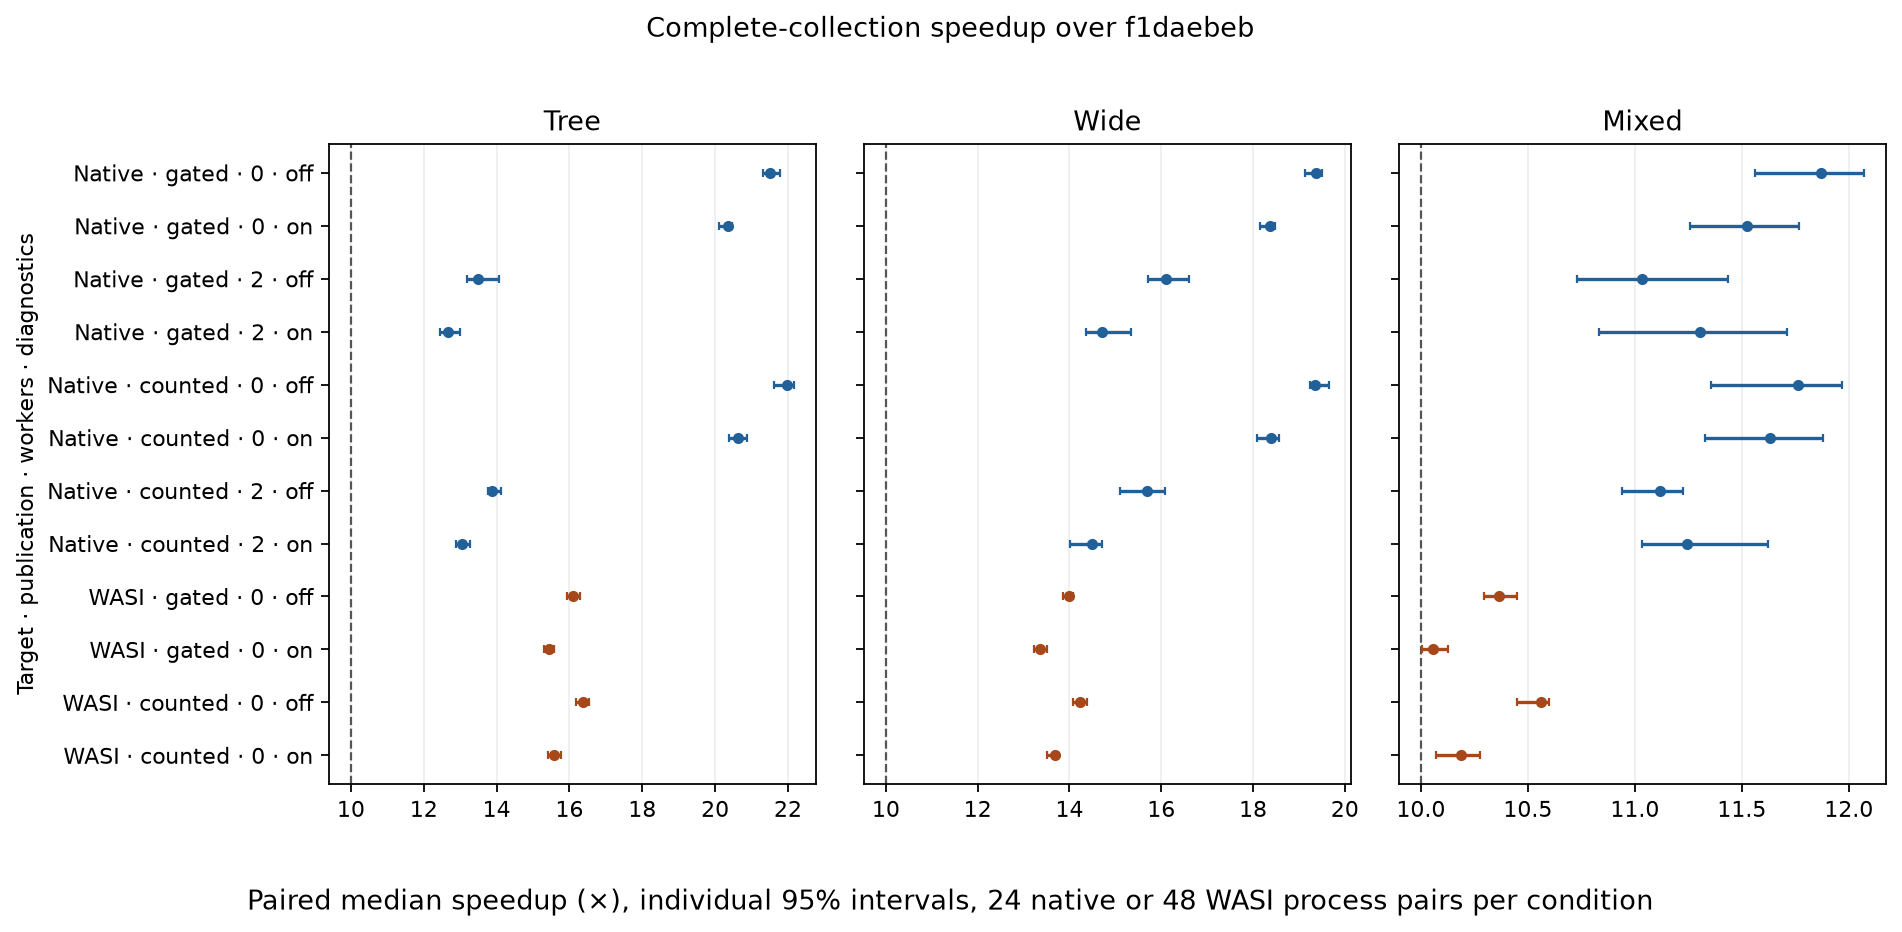 Complete-collection speedup over f1daebeb
Tree
Wide
Mixed
Target · publication · workers · diagnostics
Native · gated · 0 · off
Native · gated · 0 · on
Native · gated · 2 · off
Native · gated · 2 · on
Native · counted · 0 · off
Native · counted · 0 · on
Native · counted · 2 · off
Native · counted · 2 · on
WASI · gated · 0 · off
WASI · gated · 0 · on
WASI · counted · 0 · off
WASI · counted · 0 · on
10 12 14 16 18 20 22
10 12 14 16 18 20
10.0 10.5 11.0 11.5 12.0
Paired median speedup (×), individual 95% intervals, 24 native or 48 WASI process pairs per condition